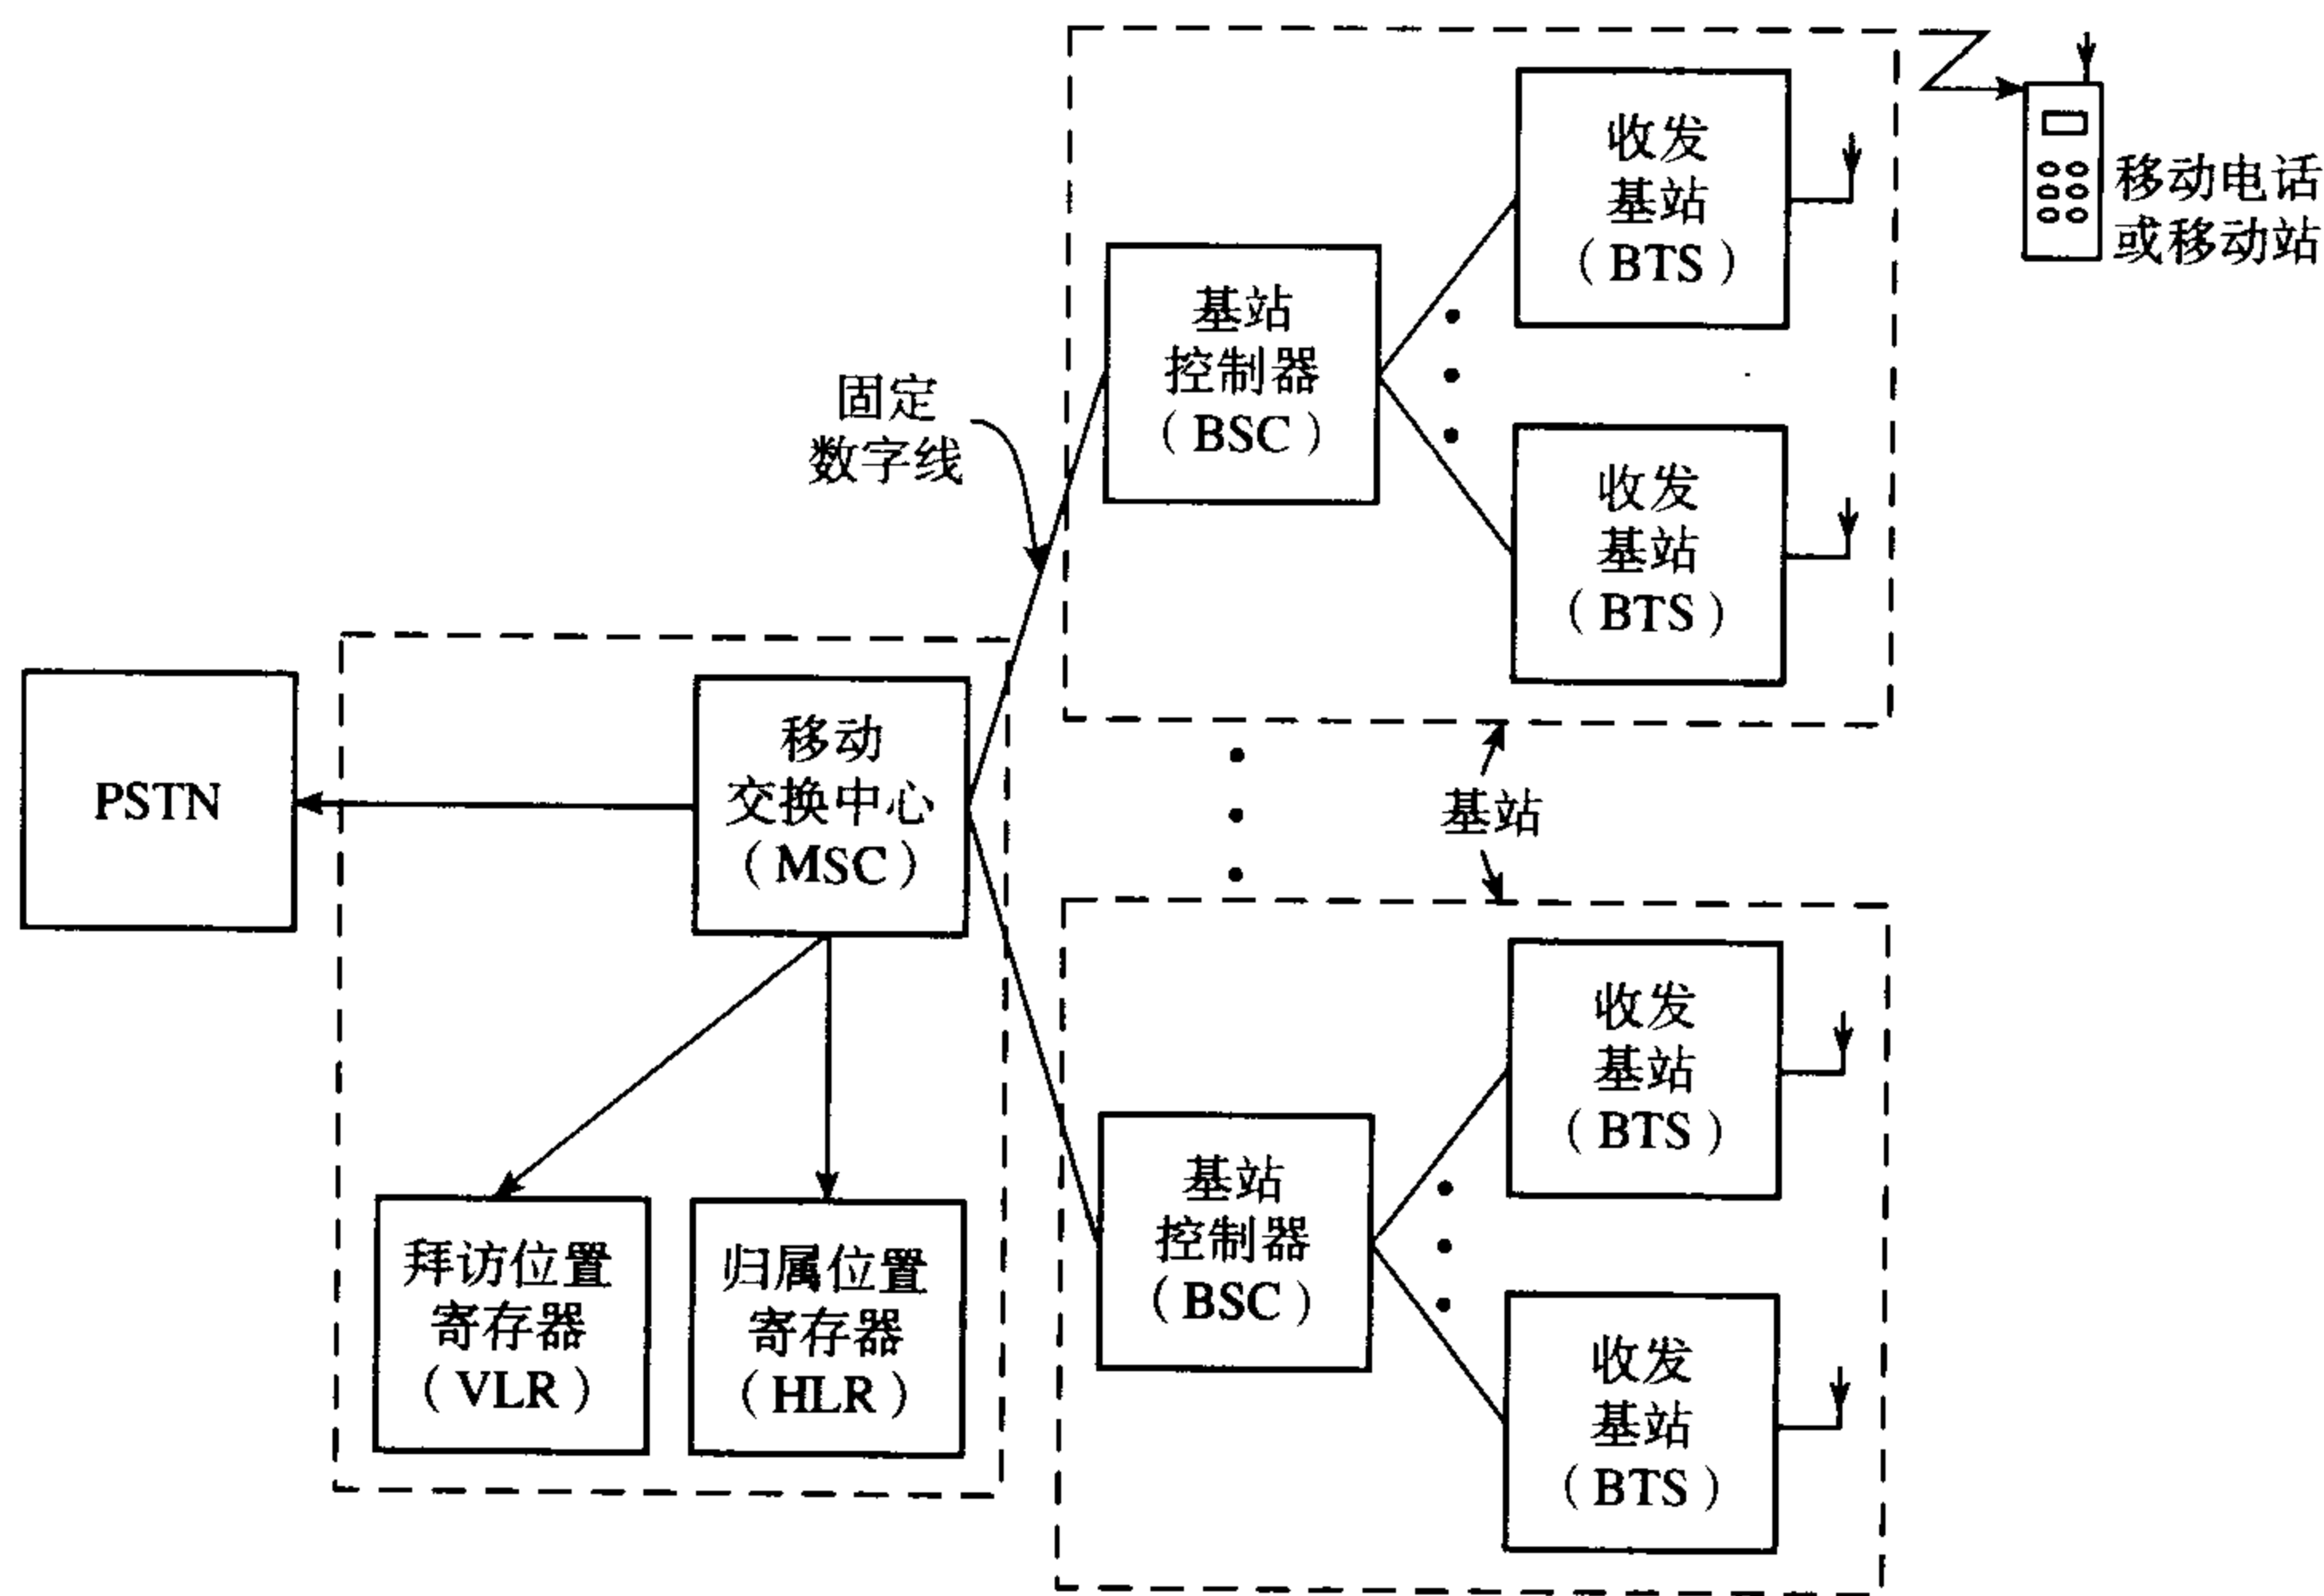 收发
基站
(BTS)
移动电话
或移动站
基站
控制器
(BSC)
固定
数字线
收发
基站
(BTS)
PSTN
移动
交换中心
(MSC)
基站
收发
基站
(BTS)
基站
控制器
(BSC)
拜访位置
寄存器
(VLR)
归属位置
寄存器
(HLR)
收发
基站
(BTS)